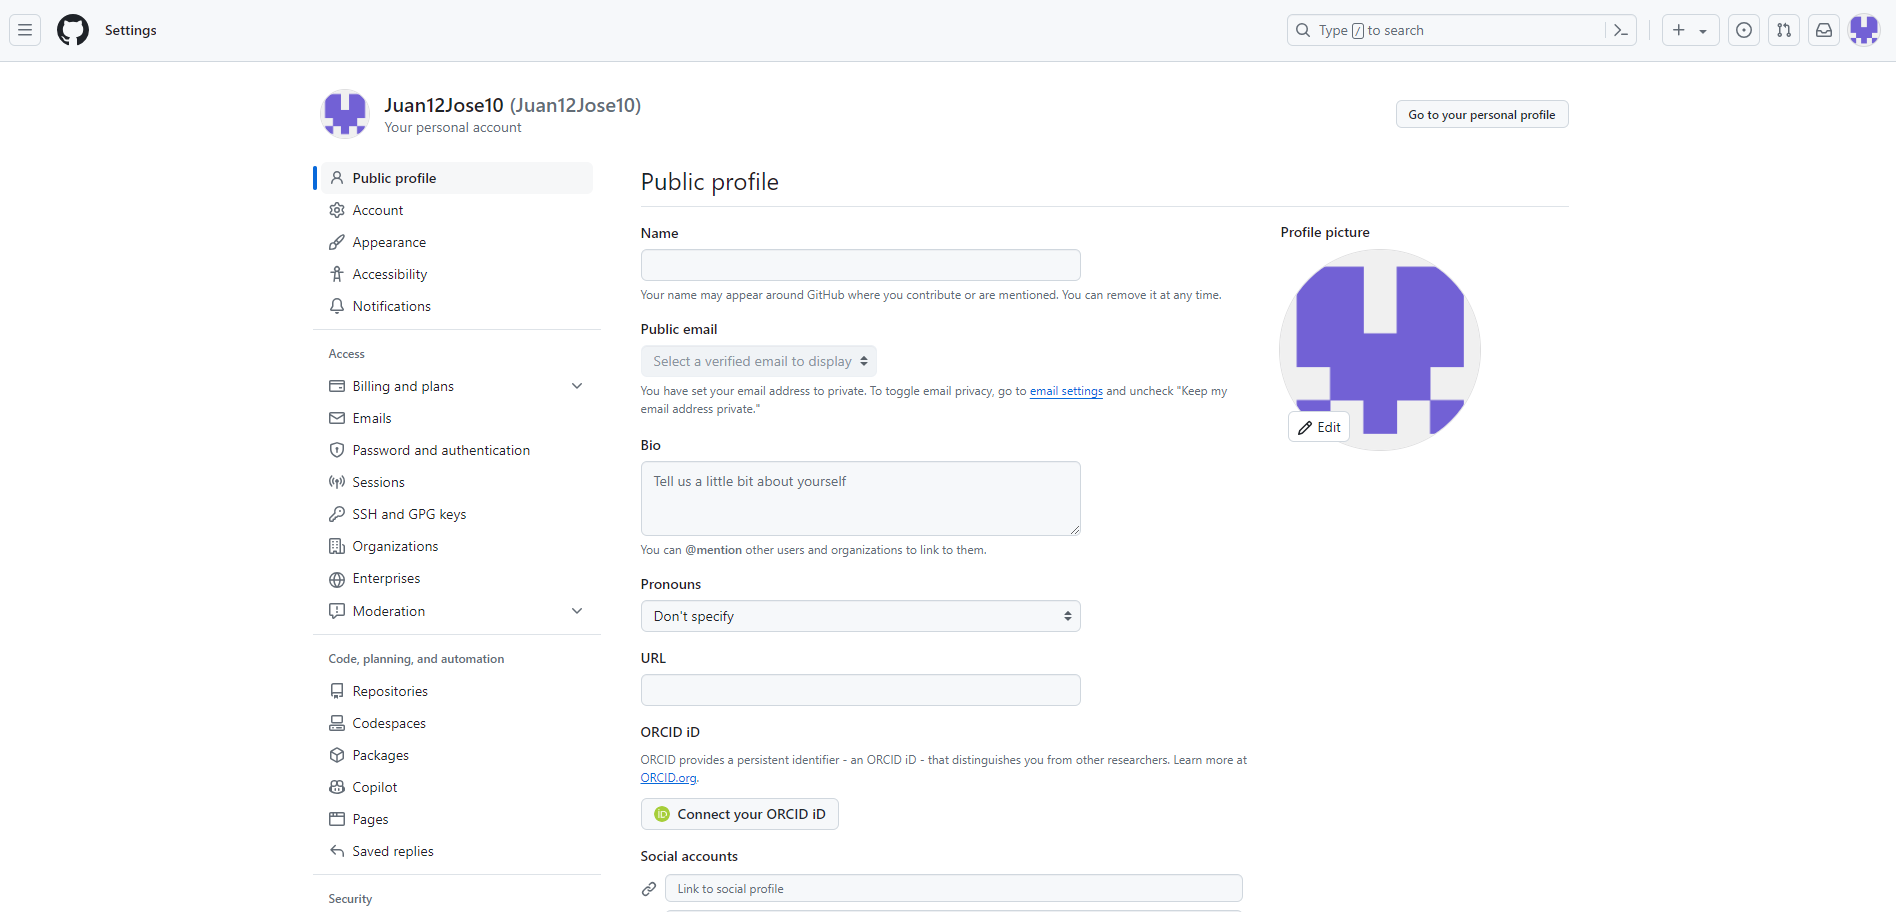 Settings
Type / to search
Juan12Jose10 (Juan12Jose10)
Your personal account
Go to your personal profile
Public profile
Account
Appearance
Accessibility
Notifications
Access
Billing and plans
Emails
Password and authentication
Sessions
SSH and GPG keys
Organizations
Enterprises
Moderation
Code, planning, and automation
Repositories
Codespaces
Packages
Copilot
Pages
Saved replies
Security
Public profile
Name
Your name may appear around GitHub where you contribute or are mentioned. You can remove it at any time.
Public email
Select a verified email to display
You have set your email address to private. To toggle email privacy, go to email settings and uncheck "Keep my
email address private."
Bio
Tell us a little bit about yourself
You can @mention other users and organizations to link to them.
Pronouns
Don't specify
URL
ORCID iD
ORCID provides a persistent identifier - an ORCID iD - that distinguishes you from other researchers. Learn more at
ORCID.org.
iD Connect your ORCID iD
Social accounts
Link to social profile
Profile picture
Edit